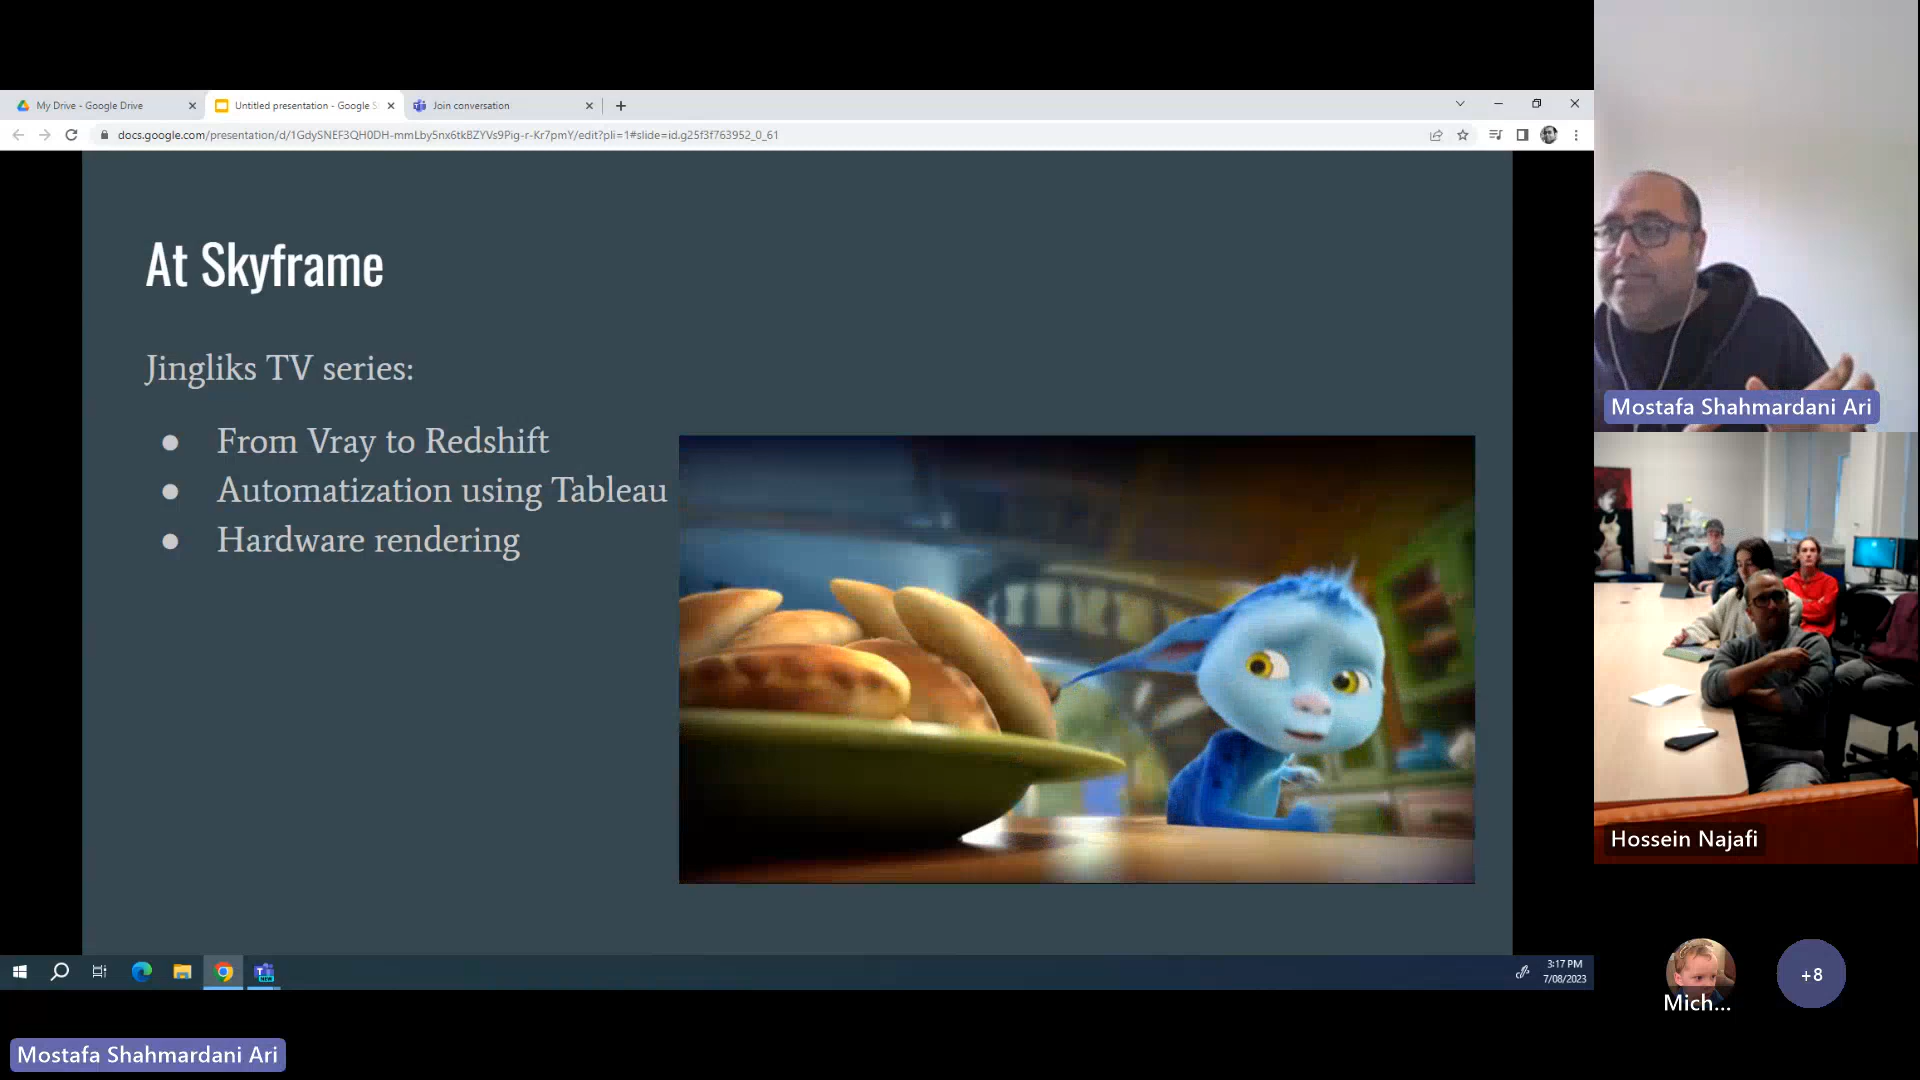 My Drive - Google Drive
Untitled presentation - Google S
Join conversation
docs.google.com/presentation/d/1GdySNEF3QH0DH-mmLby5nx6tkBZYVs9Pig-r-Kr7pmY/edit?pli=1#slide=id.g25f3f763952_0_61
At Skyframe
Jingliks TV series:
● From Vray to Redshift
● Automatization using Tableau
● Hardware rendering
3:17 PM
7/08/2023
Mostafa Shahmardani Ari
Hossein Najafi
Mich...
+8
Mostafa Shahmardani Ari